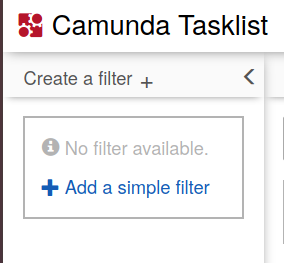 Camunda Tasklist
Create a filter +
No filter available.
Add a simple filter